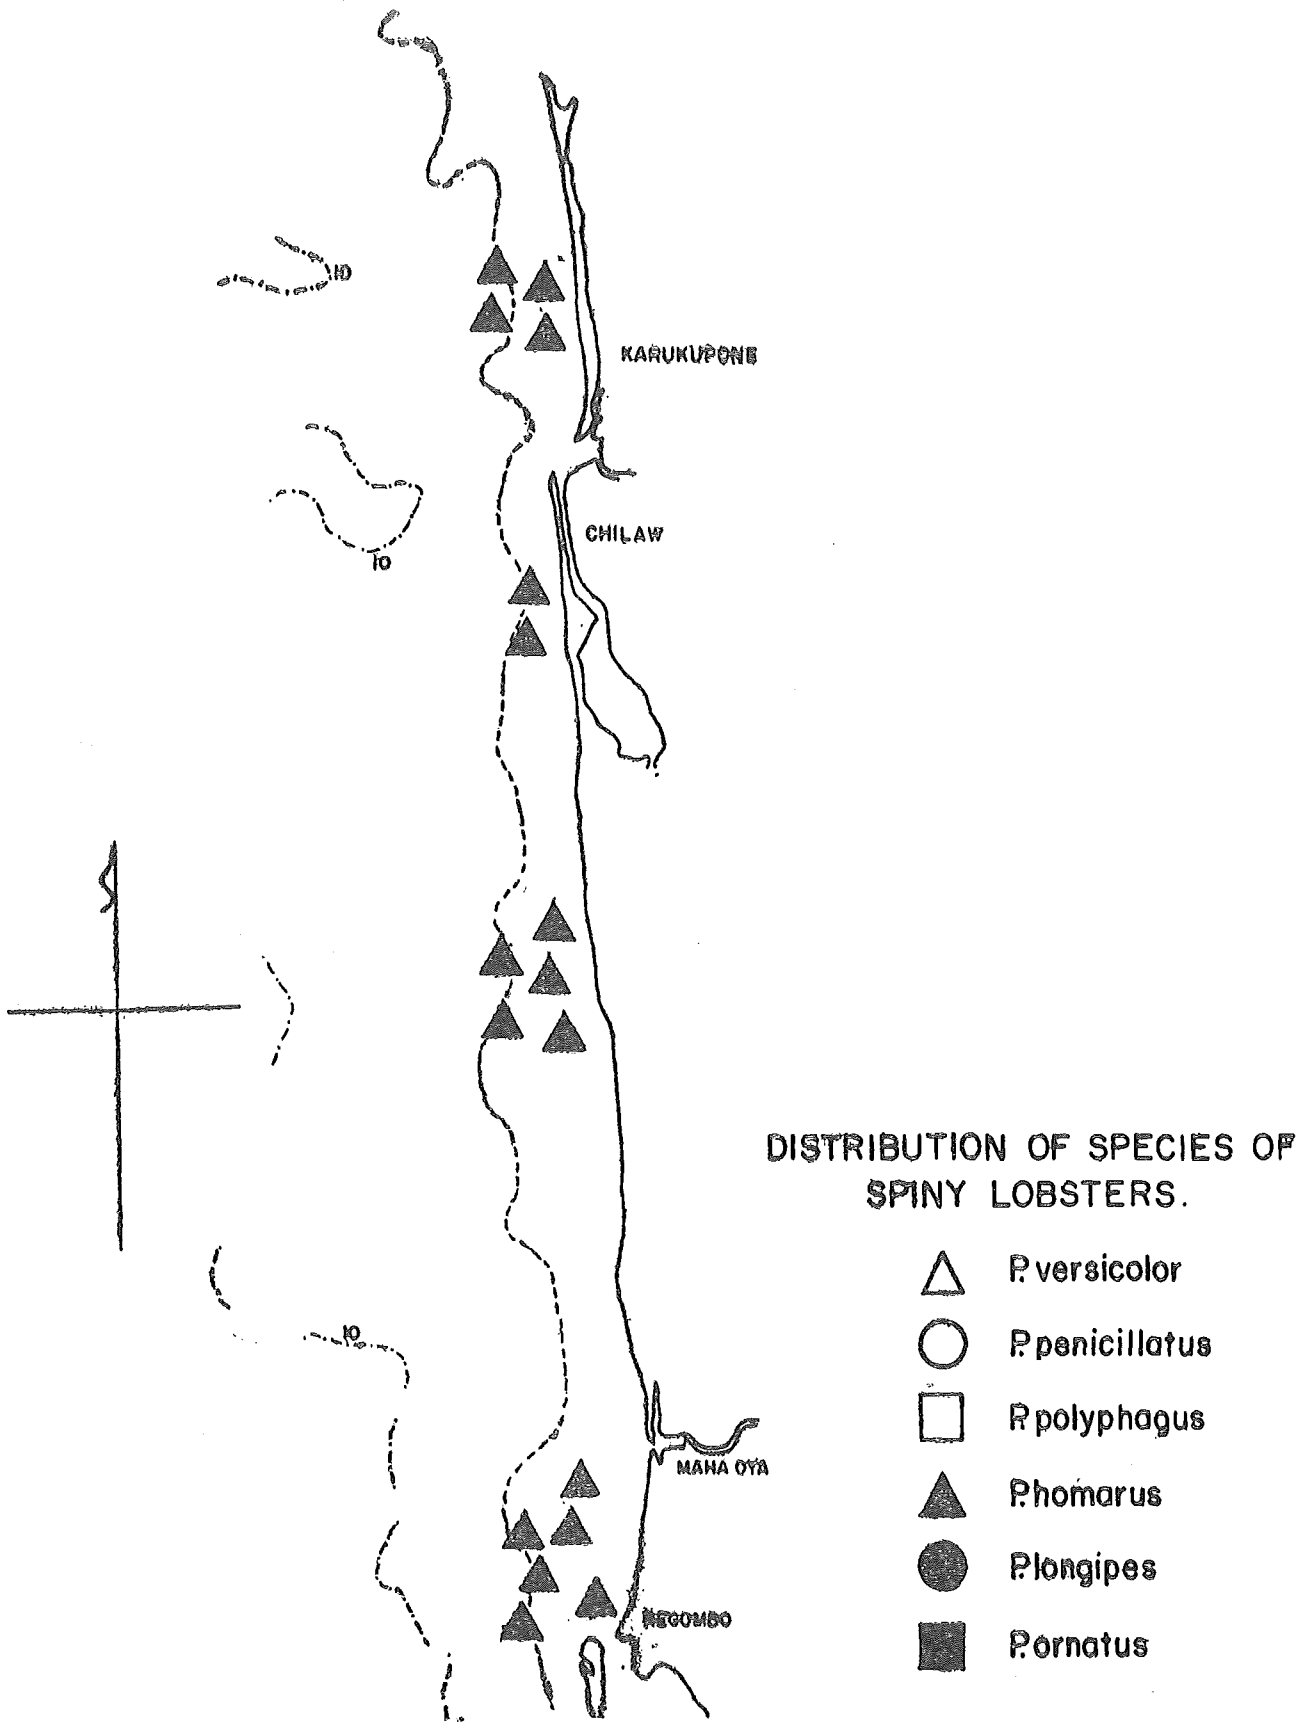 10
KARUKUPONE
10
CHILAW
DISTRIBUTION OF SPECIES OF
SPINY LOBSTERS.
P. versicolor
10
P. penicillatus
P. polyphagus
MAHA OYA
P. homarus
P. longipes
NEGOMBO
P. ornatus